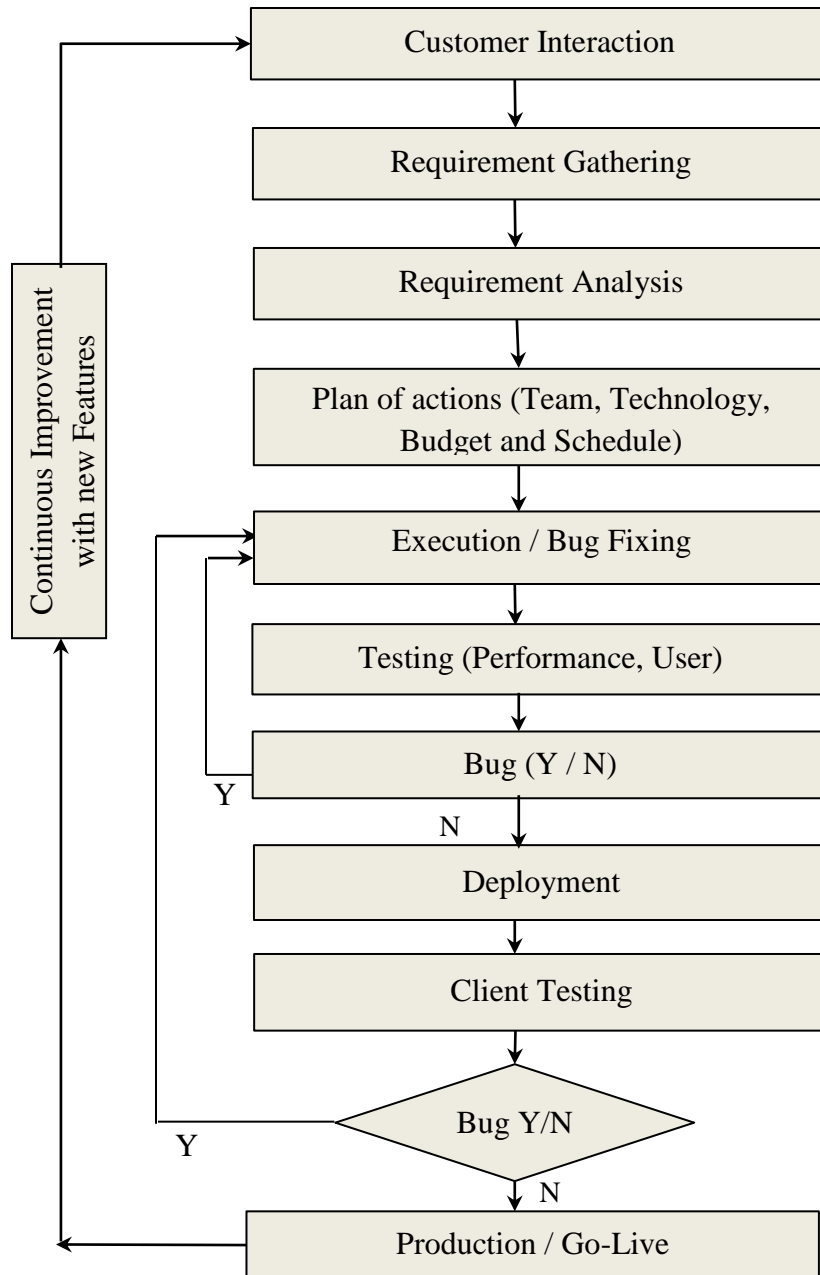 Customer Interaction
Requirement Gathering
Requirement Analysis
Continuous Improvement
with new Features
Plan of actions (Team, Technology,
Budget and Schedule)
Execution / Bug Fixing
Testing (Performance, User)
Bug (Y / N)
Y
N
Deployment
Client Testing
Bug Y/N
Y
N
Production / Go-Live